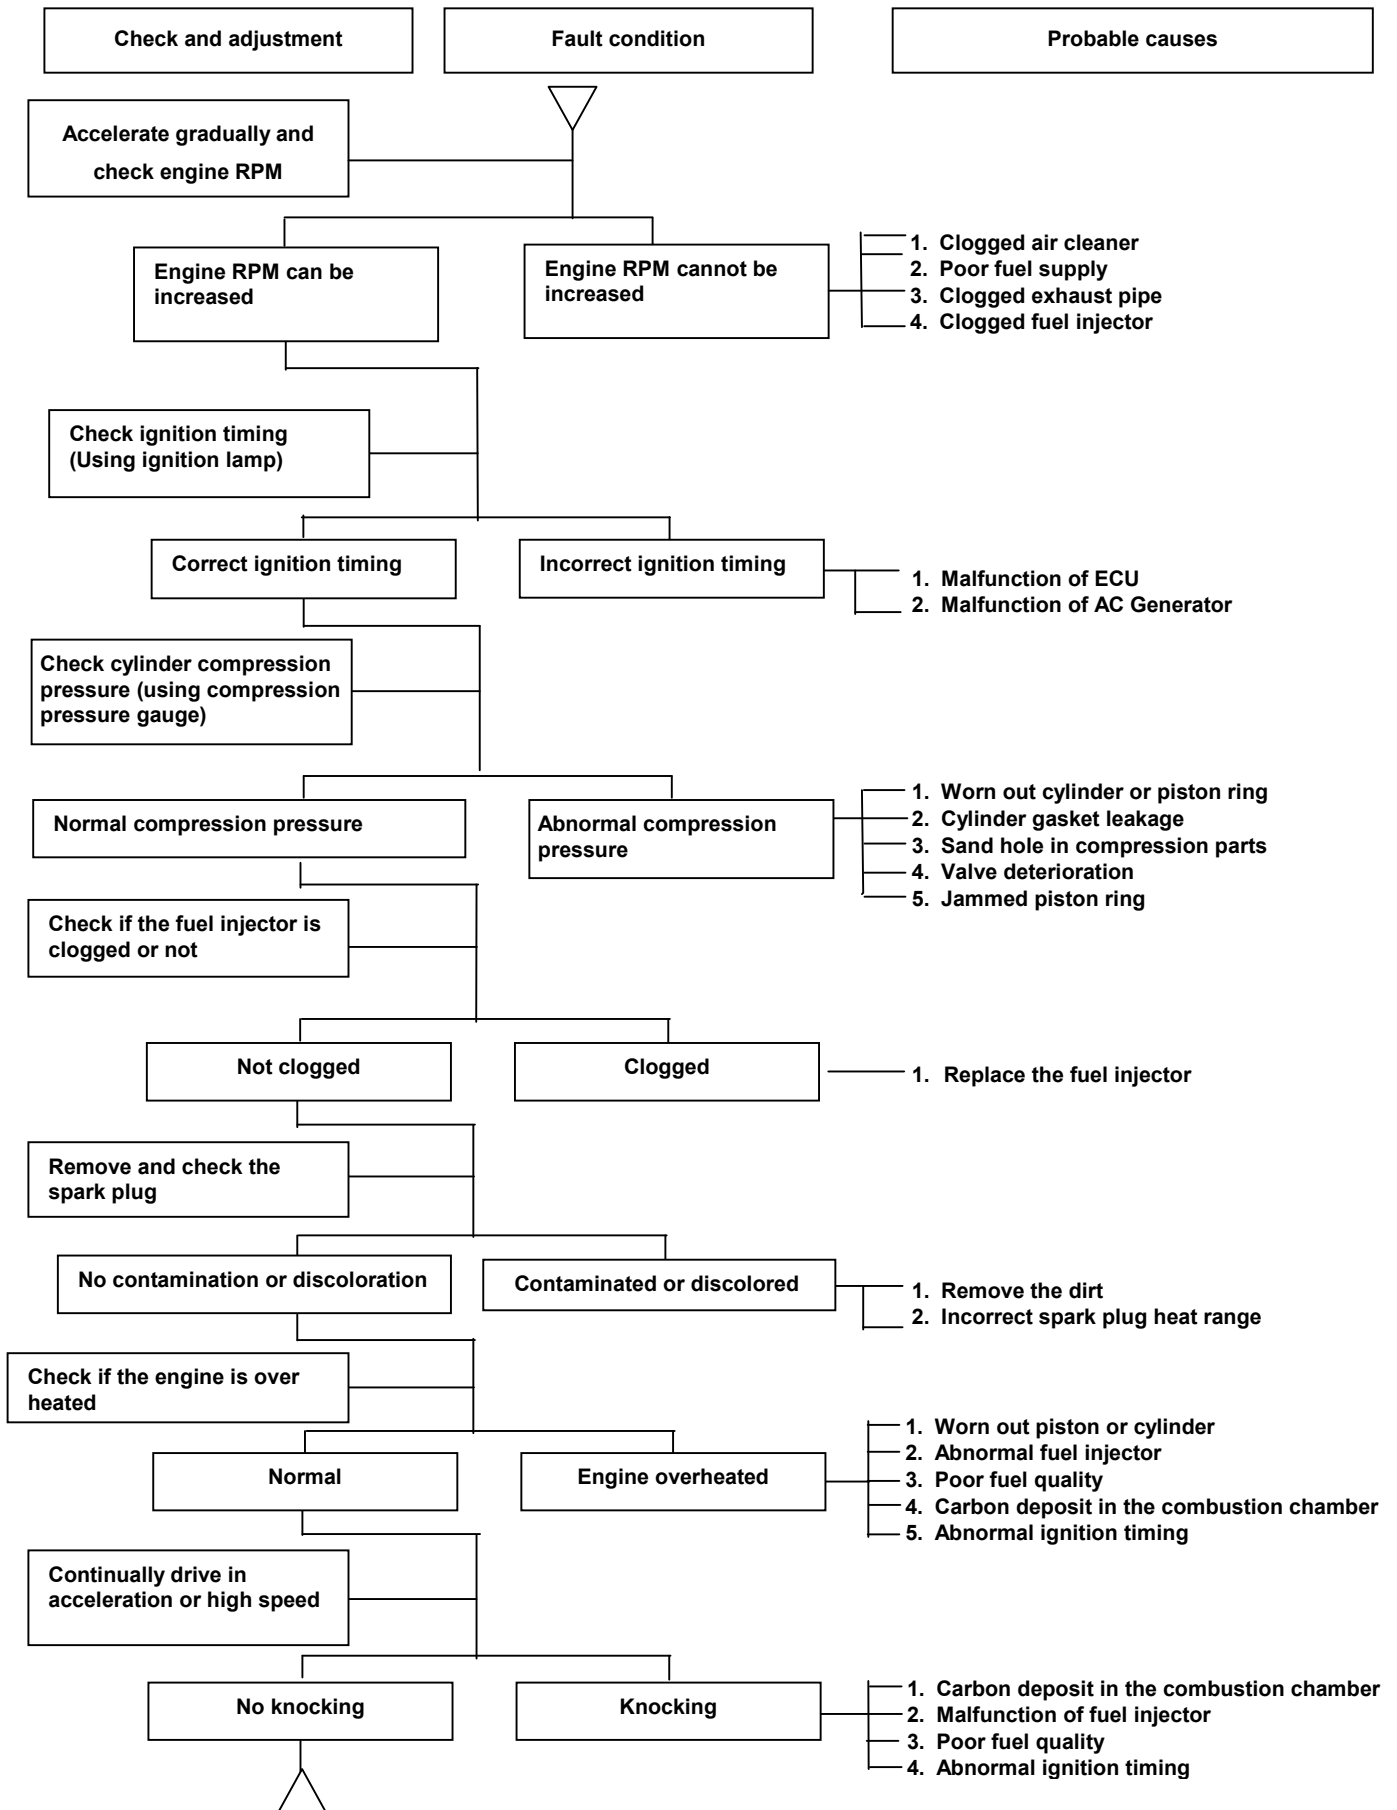 Check and adjustment
Fault condition
Probable causes
Accelerate gradually and
check engine RPM
Engine RPM can be
increased
Engine RPM cannot be
increased
1. Clogged air cleaner
2. Poor fuel supply
3. Clogged exhaust pipe
4. Clogged fuel injector
Check ignition timing
(Using ignition lamp)
Correct ignition timing
Incorrect ignition timing
1. Malfunction of ECU
2. Malfunction of AC Generator
Check cylinder compression
pressure (using compression
pressure gauge)
Normal compression pressure
Abnormal compression
pressure
1. Worn out cylinder or piston ring
2. Cylinder gasket leakage
3. Sand hole in compression parts
4. Valve deterioration
5. Jammed piston ring
Check if the fuel injector is
clogged or not
Not clogged
Clogged
1. Replace the fuel injector
Remove and check the
spark plug
No contamination or discoloration
Contaminated or discolored
1. Remove the dirt
2. Incorrect spark plug heat range
Check if the engine is over
heated
Normal
Engine overheated
1. Worn out piston or cylinder
2. Abnormal fuel injector
3. Poor fuel quality
4. Carbon deposit in the combustion chamber
5. Abnormal ignition timing
Continually drive in
acceleration or high speed
No knocking
Knocking
1. Carbon deposit in the combustion chamber
2. Malfunction of fuel injector
3. Poor fuel quality
4. Abnormal ignition timing